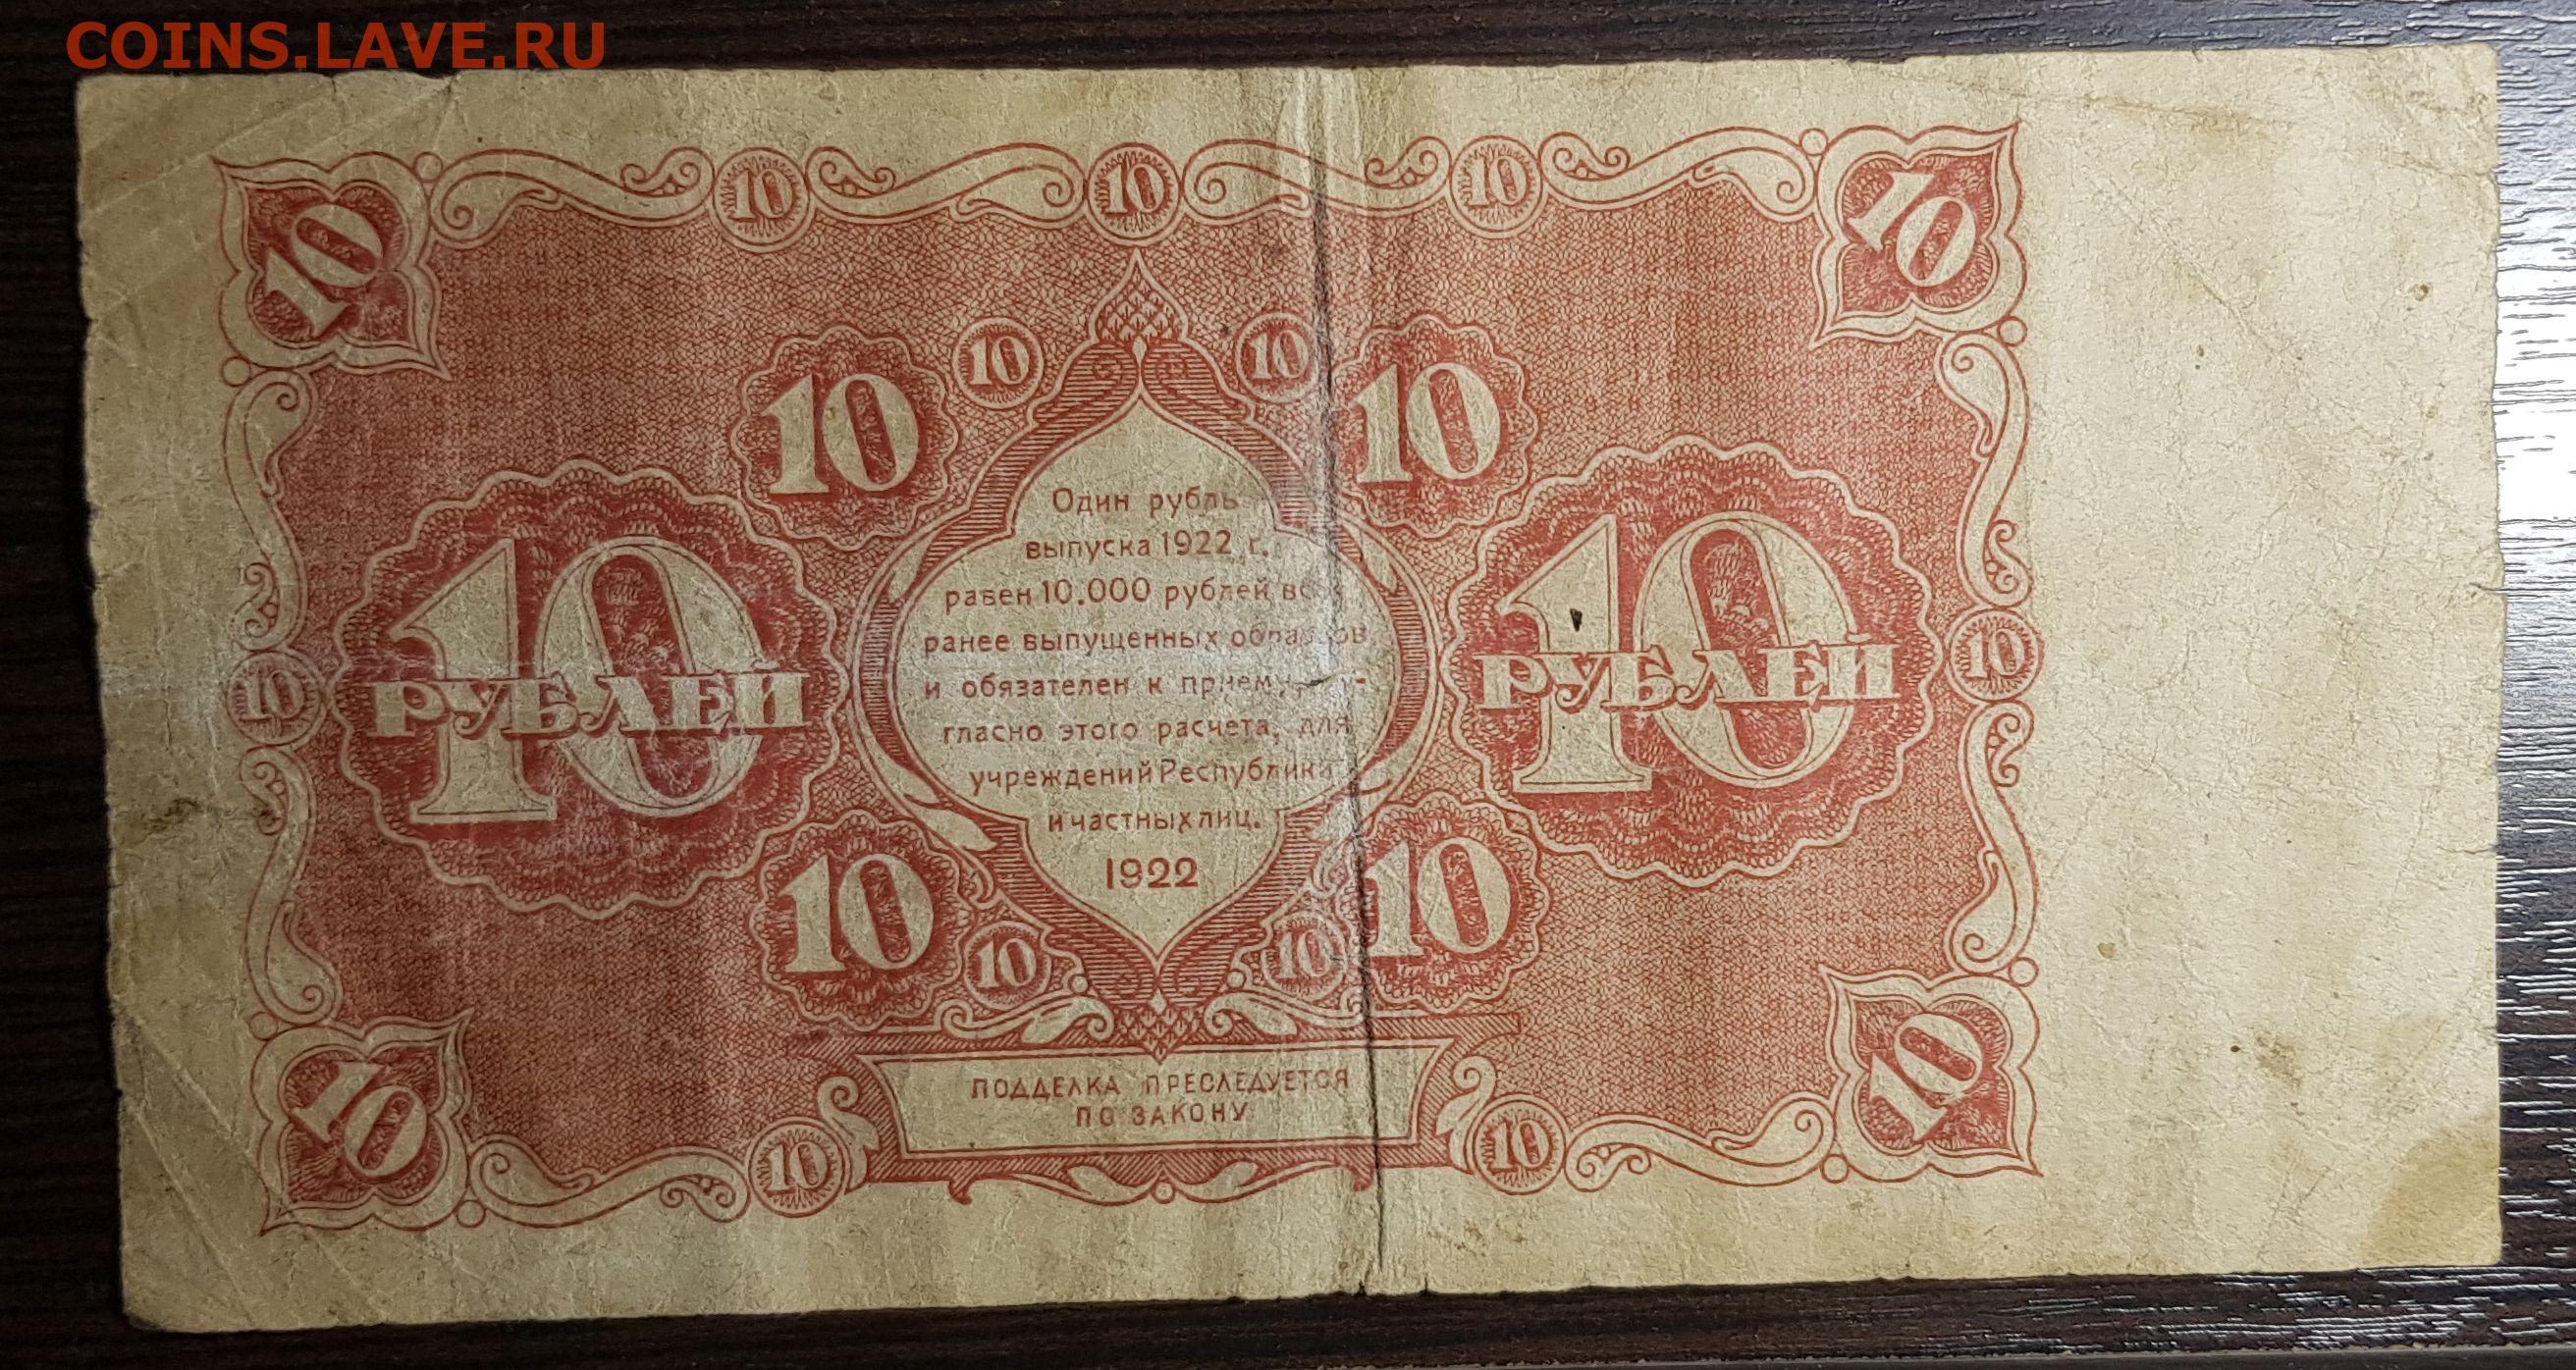 COINS.LAVE.RU
10 10 10 10 10
10 10
10 10
Один рубль
выпуска 1922 г.
равен 10.000 рублей
ранее выпущенных образцов
и обязателен к приему,
гласно этого расчета, для
учреждений Республики
и частных лиц.
1922
10 РУБЛЕЙ
10 РУБЛЕЙ
10 10
10 10
10 10
ПОДДЕЛКА ПРЕСЛЕДУЕТСЯ
ПО ЗАКОНУ
10 10 10 10